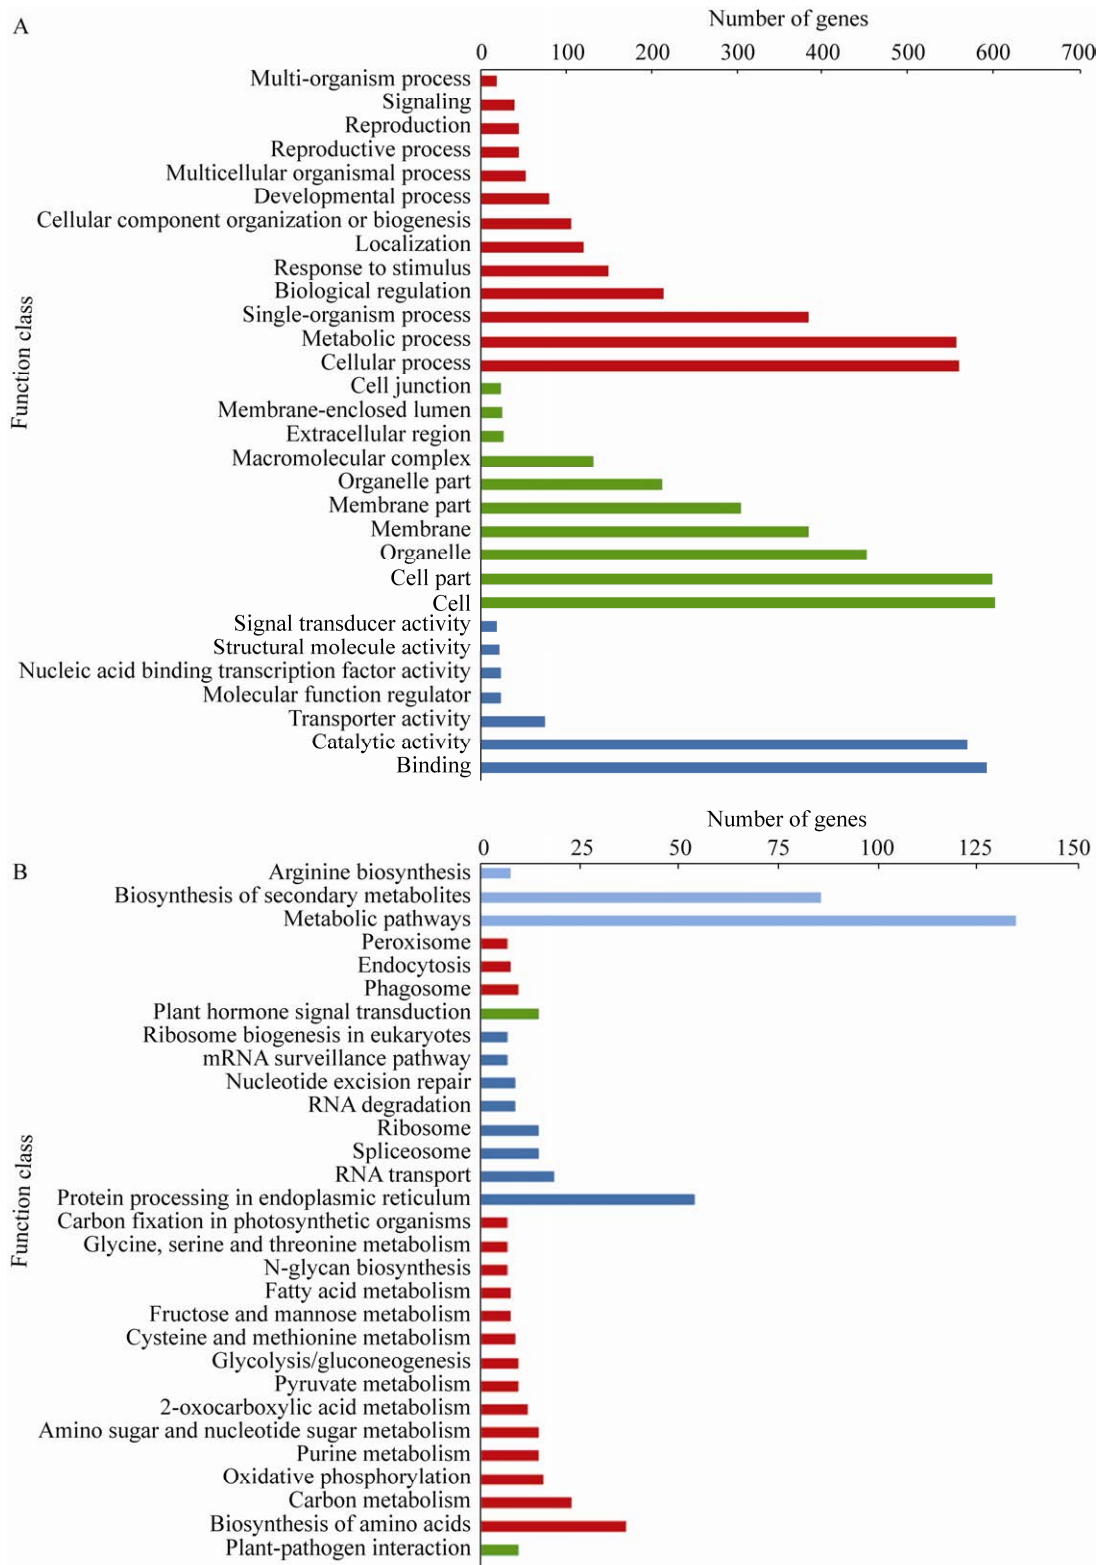 A
Number of genes
0 100 200 300 400 500 600 700
Function class
Multi-organism process
Signaling
Reproduction
Reproductive process
Multicellular organismal process
Developmental process
Cellular component organization or biogenesis
Localization
Response to stimulus
Biological regulation
Single-organism process
Metabolic process
Cellular process
Cell junction
Membrane-enclosed lumen
Extracellular region
Macromolecular complex
Organelle part
Membrane part
Membrane
Organelle
Cell part
Cell
Signal transducer activity
Structural molecule activity
Nucleic acid binding transcription factor activity
Molecular function regulator
Transporter activity
Catalytic activity
Binding
B
Number of genes
0 25 50 75 100 125 150
Function class
Arginine biosynthesis
Biosynthesis of secondary metabolites
Metabolic pathways
Peroxisome
Endocytosis
Phagosome
Plant hormone signal transduction
Ribosome biogenesis in eukaryotes
mRNA surveillance pathway
Nucleotide excision repair
RNA degradation
Ribosome
Spliceosome
RNA transport
Protein processing in endoplasmic reticulum
Carbon fixation in photosynthetic organisms
Glycine, serine and threonine metabolism
N-glycan biosynthesis
Fatty acid metabolism
Fructose and mannose metabolism
Cysteine and methionine metabolism
Glycolysis/gluconeogenesis
Pyruvate metabolism
2-oxocarboxylic acid metabolism
Amino sugar and nucleotide sugar metabolism
Purine metabolism
Oxidative phosphorylation
Carbon metabolism
Biosynthesis of amino acids
Plant-pathogen interaction